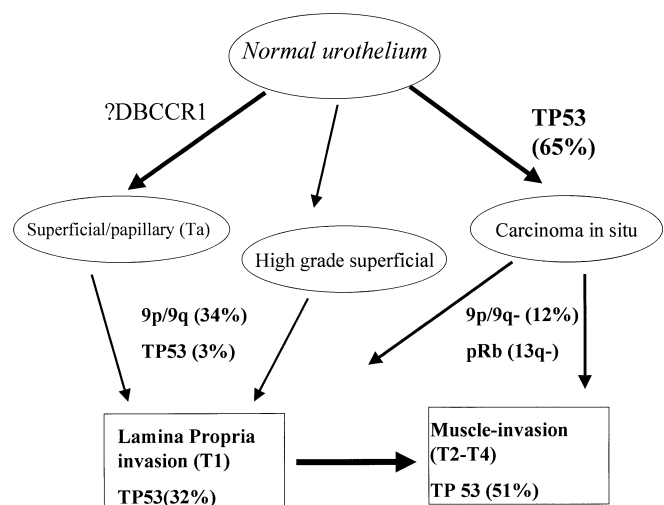 Normal urothelium
?DBCCR1
TP53
(65%)
Superficial/papillary (Ta)
High grade superficial
Carcinoma in situ
9p/9q (34%)
TP53 (3%)
9p/9q- (12%)
pRb (13q-)
Lamina Propria
invasion (T1)
TP53(32%)
Muscle-invasion
(T2-T4)
TP 53 (51%)